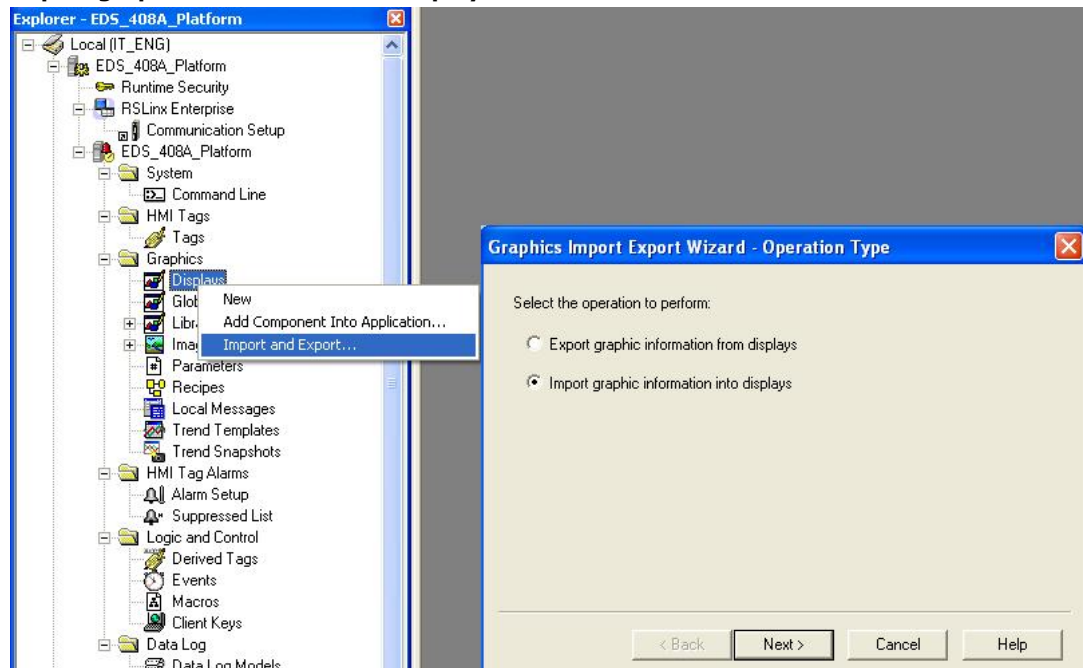 Explorer - EDS_408A_Platform
Local (IT_ENG)
EDS_408A_Platform
Runtime Security
RSLinx Enterprise
Communication Setup
EDS_408A_Platform
System
Command Line
HMI Tags
Tags
Graphics
Displays
Glob
Libr
Imag
Parameters
Recipes
Local Messages
Trend Templates
Trend Snapshots
HMI Tag Alarms
Alarm Setup
Suppressed List
Logic and Control
Derived Tags
Events
Macros
Client Keys
Data Log
Data Log Models
New
Add Component Into Application...
Import and Export...
Graphics Import Export Wizard - Operation Type
Select the operation to perform:
Export graphic information from displays
Import graphic information into displays
< Back
Next >
Cancel
Help